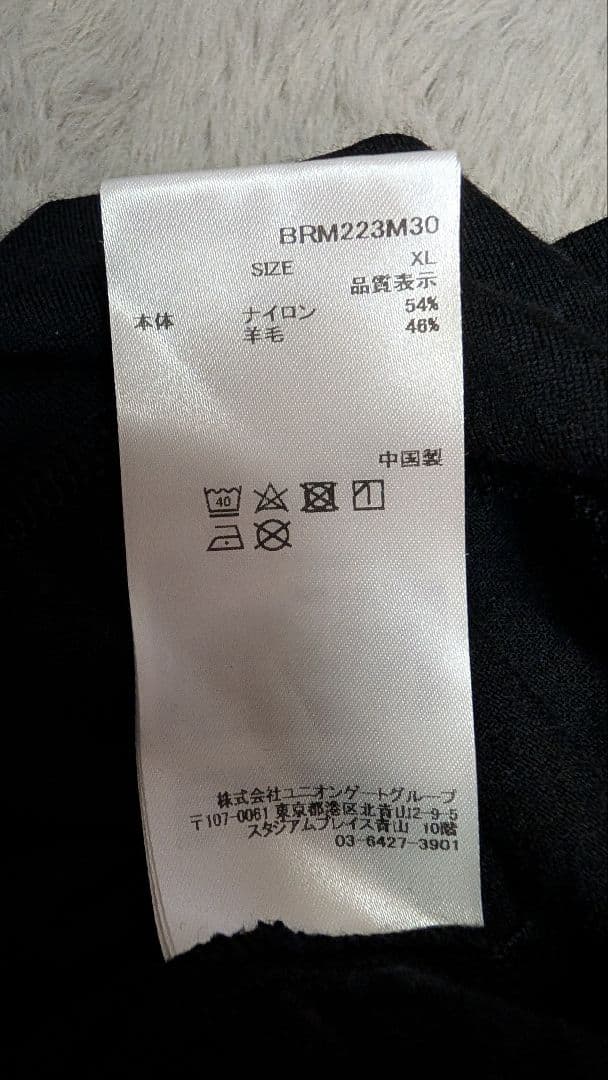 BRM223M30
SIZE XL
品質表示
本体 ナイロン 54%
羊毛 46%
中国製
40
株式会社ユニオンゲートグループ
〒107-0061 東京都港区北青山2-9-5
スタジアムプレイス青山 10階
03-6427-3901